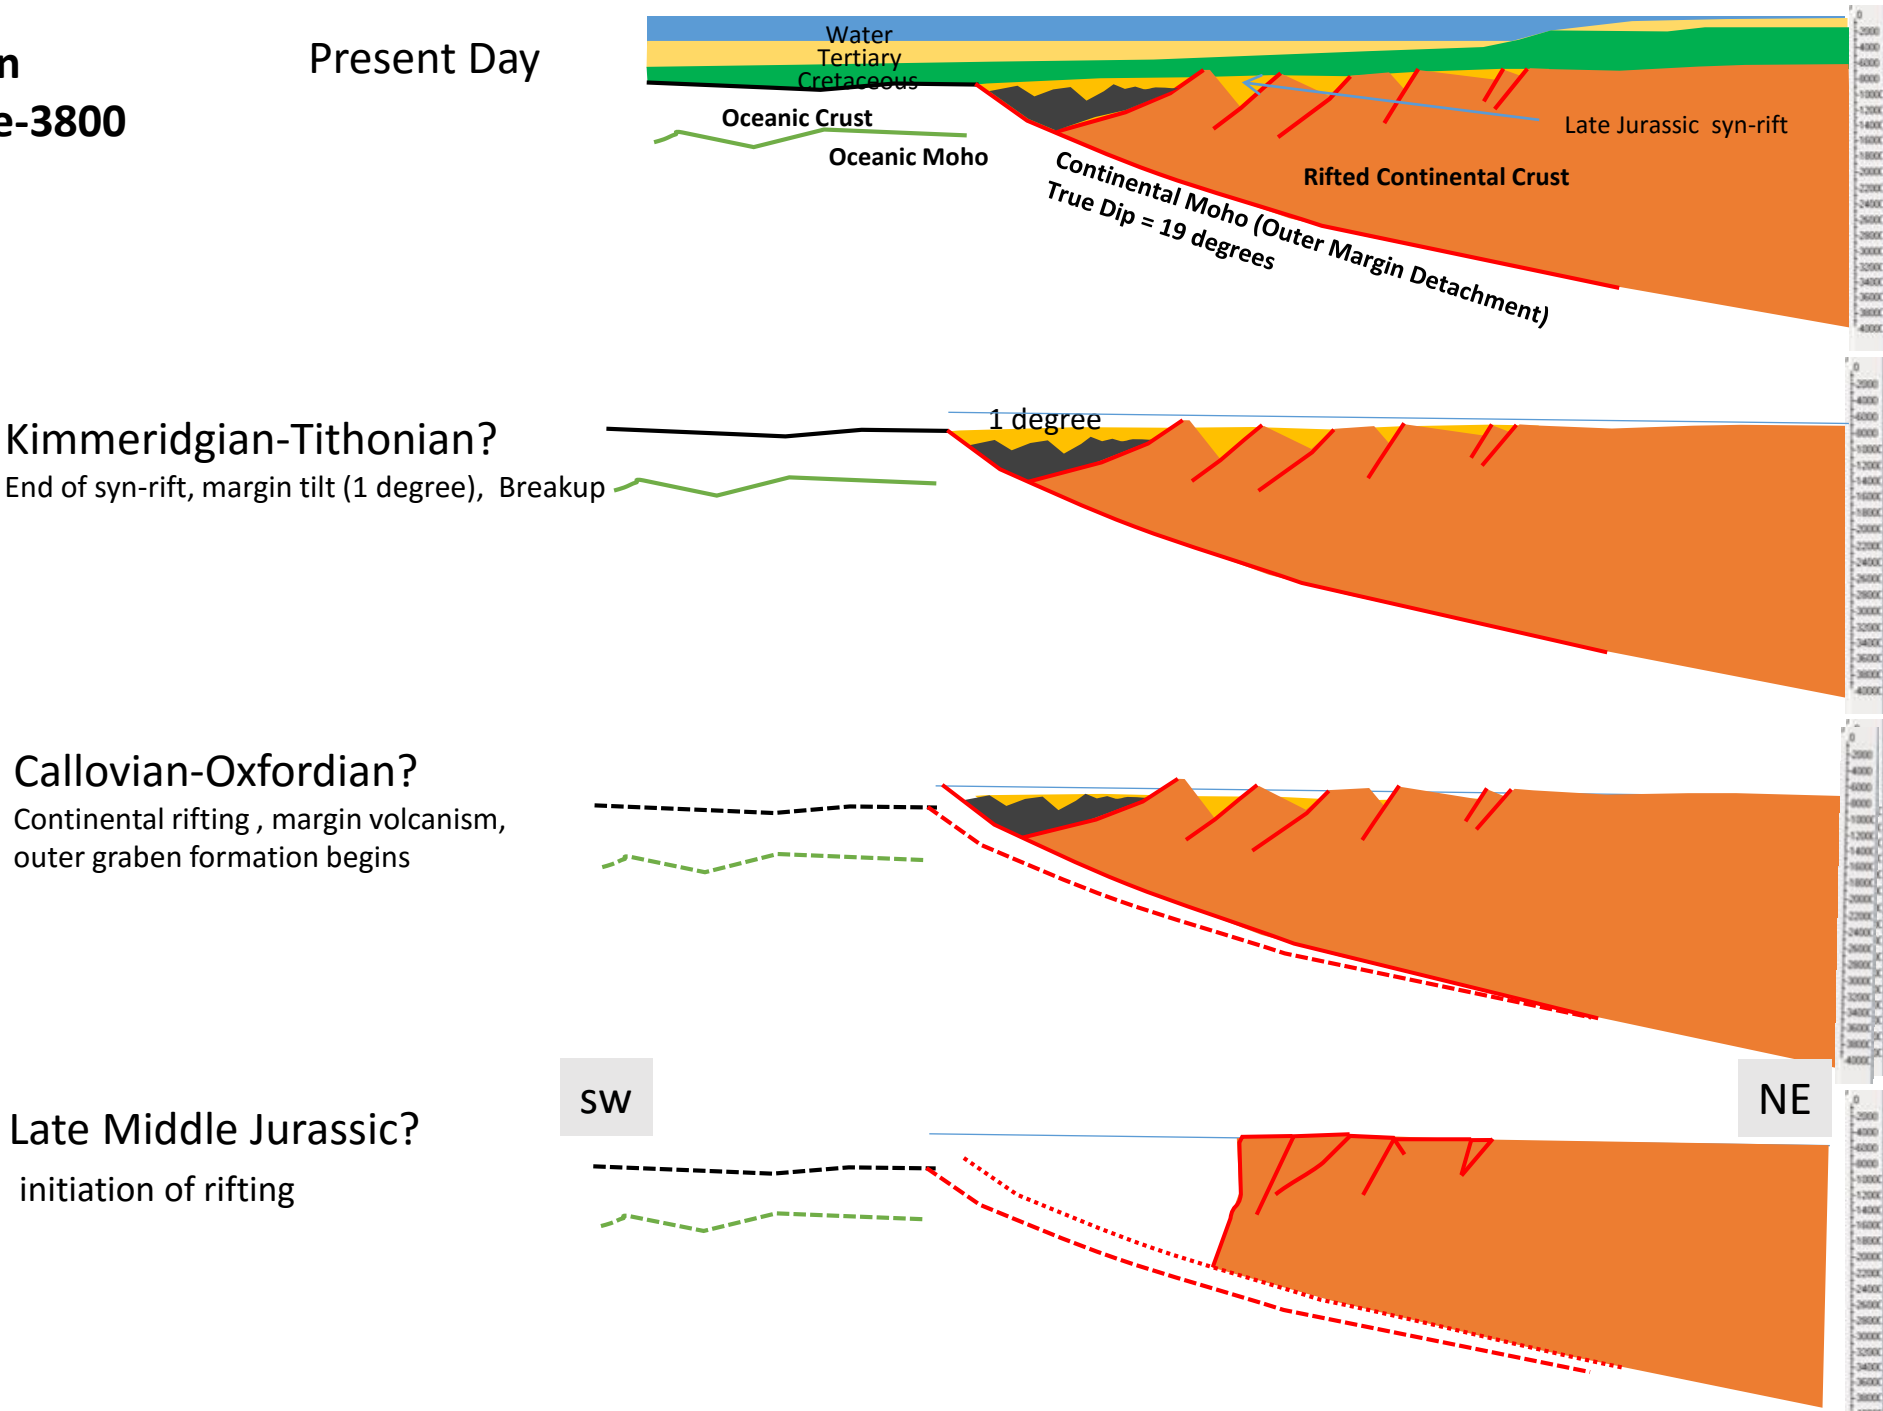 n
e-3800
Present Day
Water
Tertiary
Cretaceous
Oceanic Crust
Oceanic Moho
Late Jurassic syn-rift
Rifted Continental Crust
Continental Moho (Outer Margin Detachment)
True Dip = 19 degrees
Kimmeridgian-Tithonian?
End of syn-rift, margin tilt (1 degree), Breakup
1 degree
Callovian-Oxfordian?
Continental rifting , margin volcanism,
outer graben formation begins
SW
NE
Late Middle Jurassic?
initiation of rifting